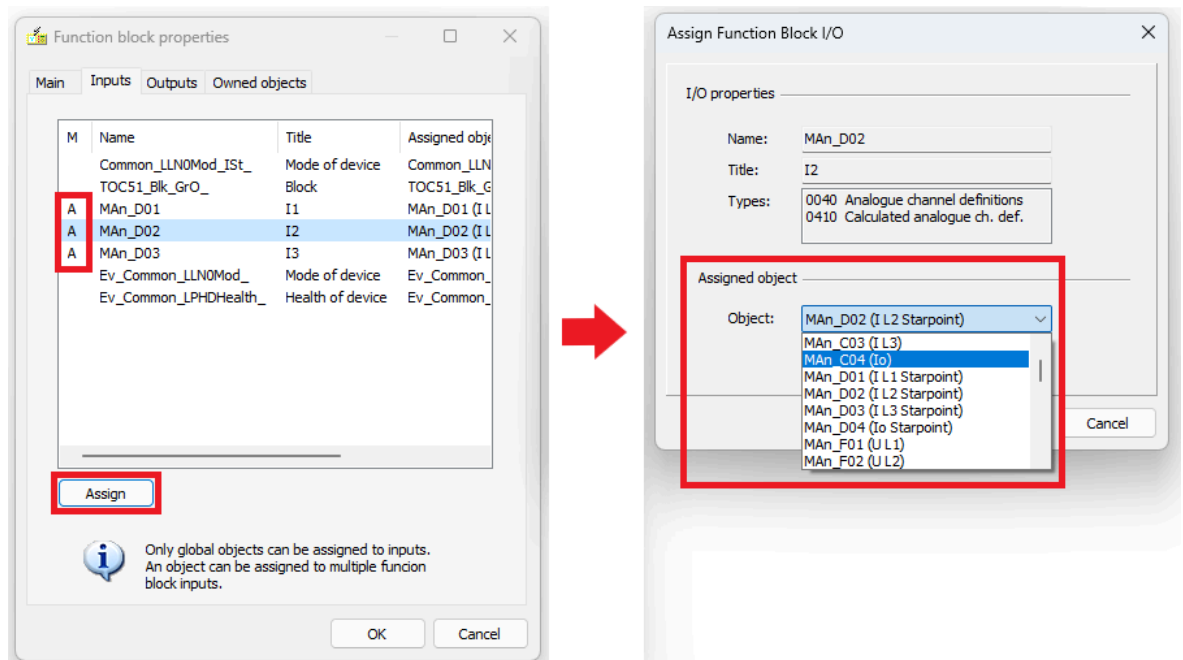 Function block properties
Main Inputs Outputs Owned objects
M Name Title Assigned obje
Common_LLN0Mod_ISt_ Mode of device Common_LLN
TOC51_Blk_GrO_ Block TOC51_Blk_G
A MAn_D01 I1 MAn_D01 (I L
A MAn_D02 I2 MAn_D02 (I L
A MAn_D03 I3 MAn_D03 (I L
Ev_Common_LLN0Mod_ Mode of device Ev_Common_
Ev_Common_LPHDHealth_ Health of device Ev_Common_
Assign
Only global objects can be assigned to inputs.
An object can be assigned to multiple funcion
block inputs.
OK Cancel
Assign Function Block I/O
I/O properties
Name: MAn_D02
Title: I2
Types: 0040 Analogue channel definitions
0410 Calculated analogue ch. def.
Assigned object
Object: MAn_D02 (I L2 Starpoint)
MAn_C03 (I L3)
MAn_C04 (Io)
MAn_D01 (I L1 Starpoint)
MAn_D02 (I L2 Starpoint)
MAn_D03 (I L3 Starpoint)
MAn_D04 (Io Starpoint)
MAn_F01 (U L1)
MAn_F02 (U L2)
Cancel